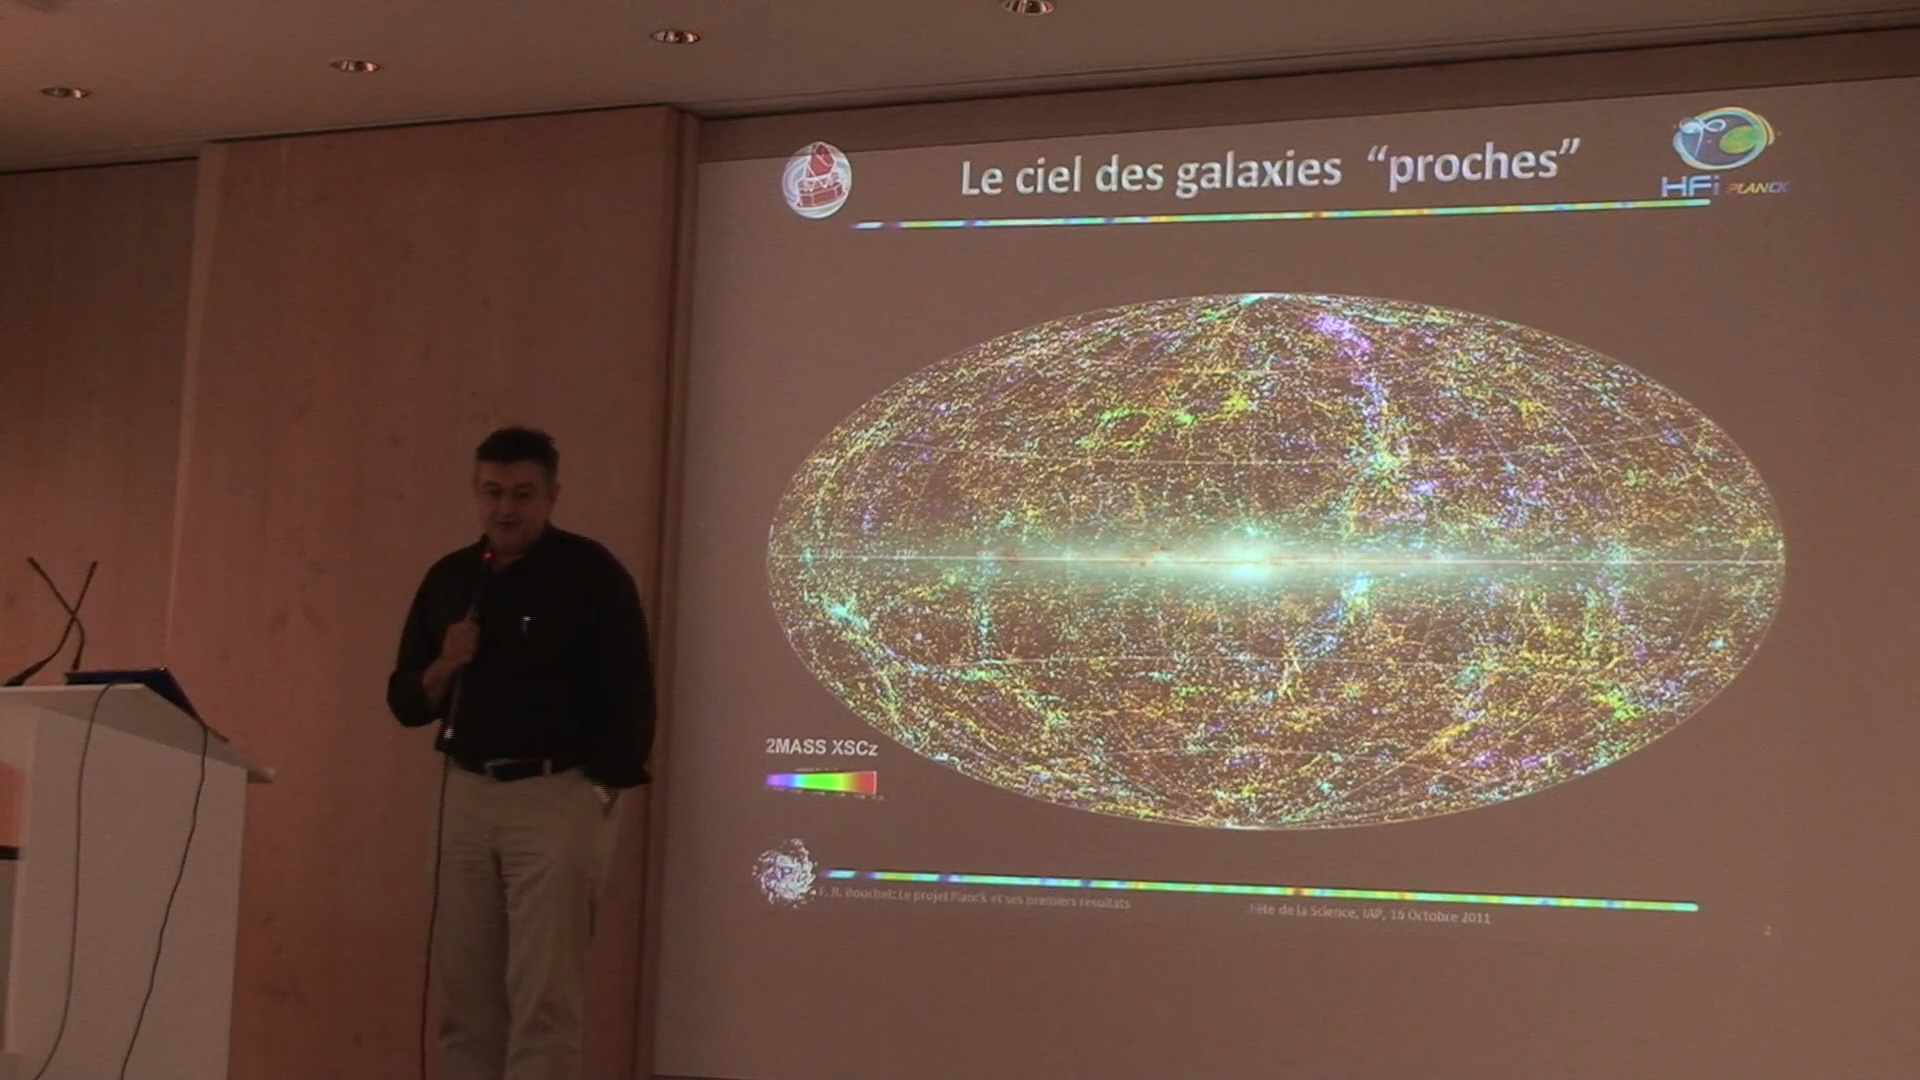 Le ciel des galaxies “proches”
HFi PLANCK
2MASS XSCz
F. R. Bouchet: Le projet Planck et ses premiers résultats
Fête de la Science, IAP, 16 Octobre 2011
2